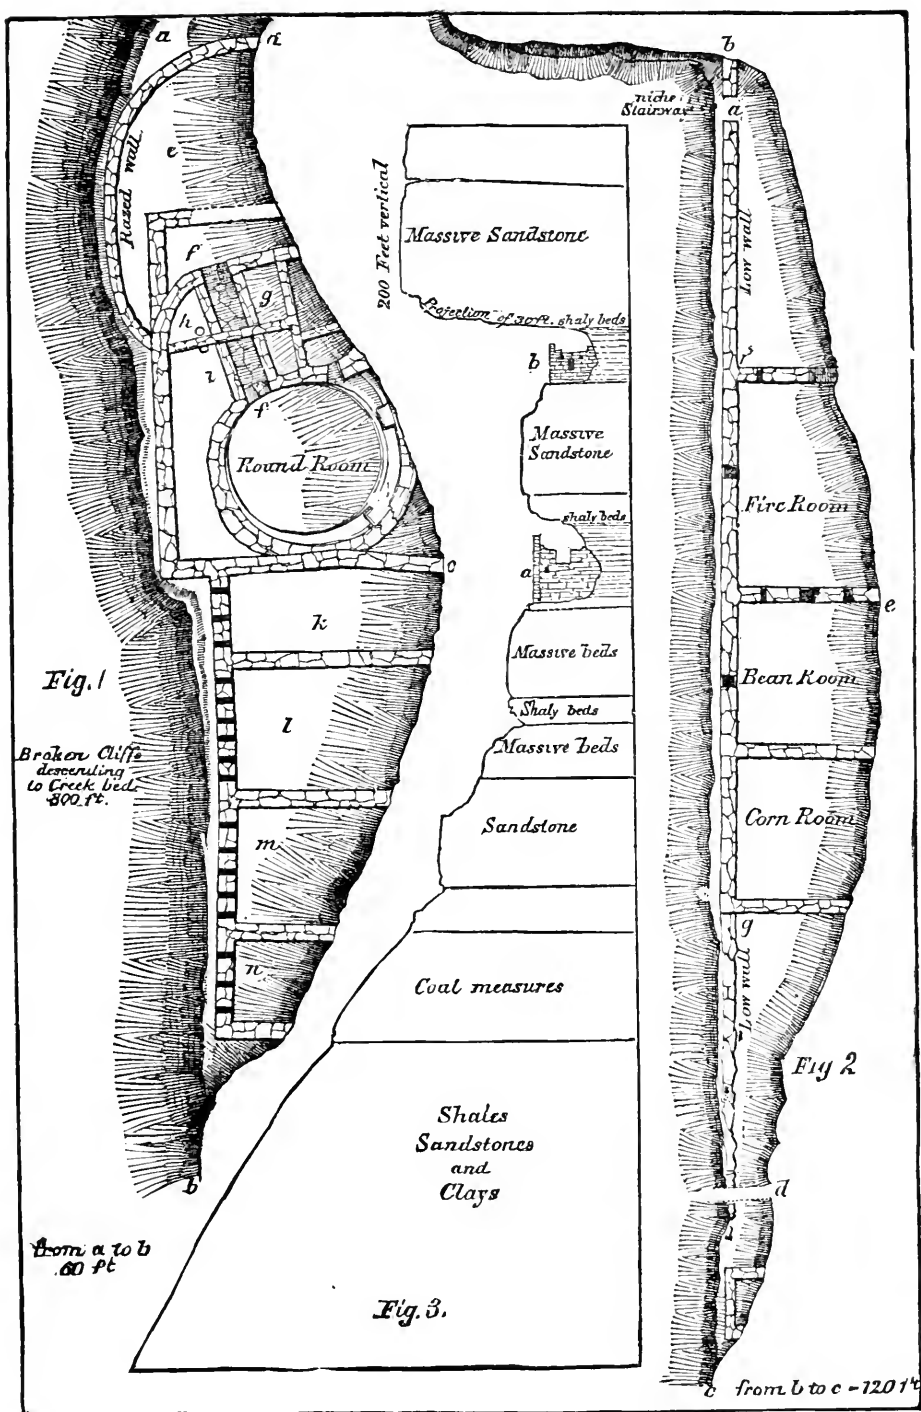 a
d
Razed wall
e
f
g
h
i
f
Round Room
c
k
l
m
n
b
Fig. 1
Broken Cliffs
descending
to Creek bed.
800 ft.
from a to b
60 ft
200 Feet vertical
Massive Sandstone
Projection of 30 ft. shaly beds
b
Massive
Sandstone
shaly beds
a
Massive beds
Shaly beds
Massive beds
Sandstone
Coal measures
Shales
Sandstones
and
Clays
Fig. 3.
b
niche
Stairway
a
Low wall
Fire Room
e
Bean Room
Corn Room
g
Low wall
Fig 2
d
c
from b to c - 120 ft